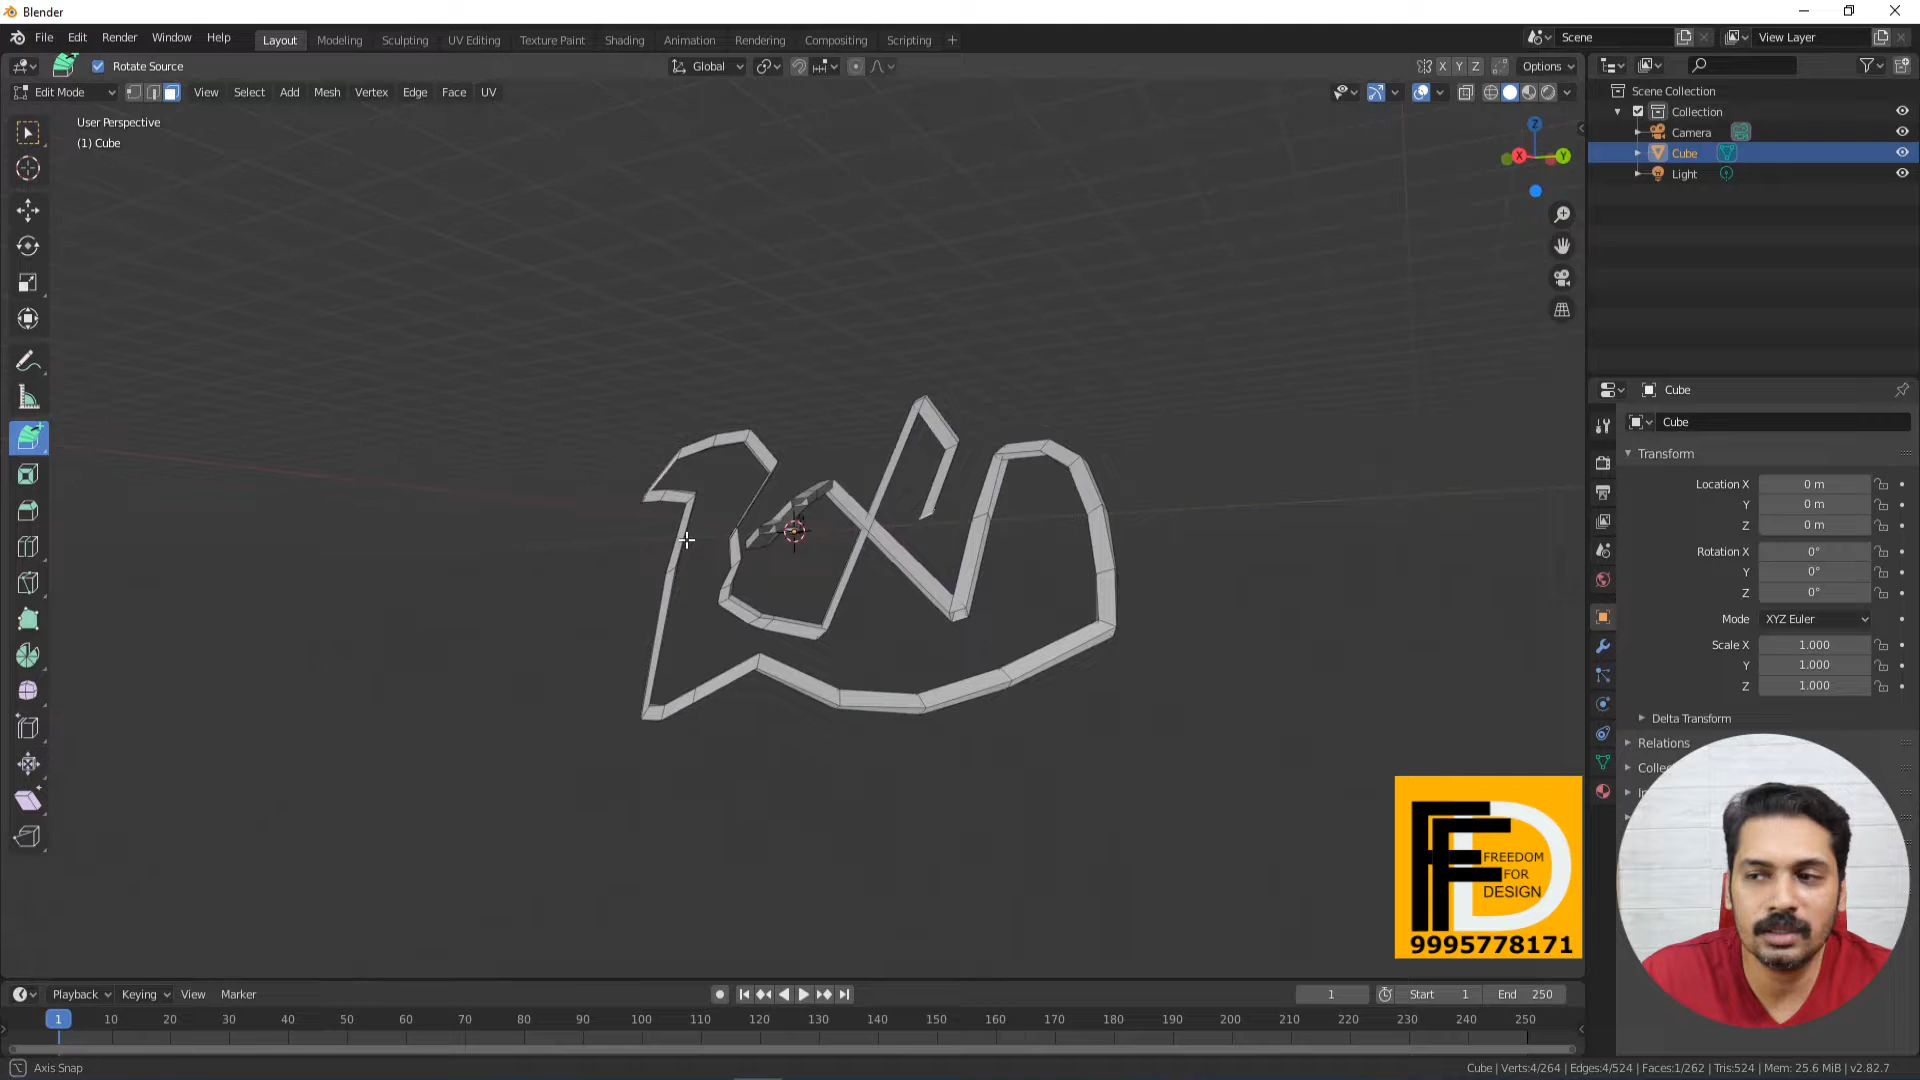 Blender
File Edit Render Window Help Layout Modeling Sculpting UV Editing Texture Paint Shading Animation Rendering Compositing Scripting + Scene View Layer
Rotate Source Global X Y Z Options
Edit Mode View Select Add Mesh Vertex Edge Face UV
User Perspective
(1) Cube
Z
X
Y
Scene Collection
Collection
Camera
Cube
Light
Cube
Cube
Transform
Location X 0 m
Y 0 m
Z 0 m
Rotation X 0°
Y 0°
Z 0°
Mode XYZ Euler
Scale X 1.000
Y 1.000
Z 1.000
Delta Transform
Relations
FREEDOM
FOR
DESIGN
9995778171
Playback Keying View Marker 1 Start 1 End 250
1 10 20 30 40 50 60 70 80 90 100 110 120 130 140 150 160 170 180 190 200 210 220 230 240 250
Axis Snap Cube | Verts:4/264 | Edges:4/524 | Faces:1/262 | Tris:524 | Mem: 25.6 MiB | v2.82.7